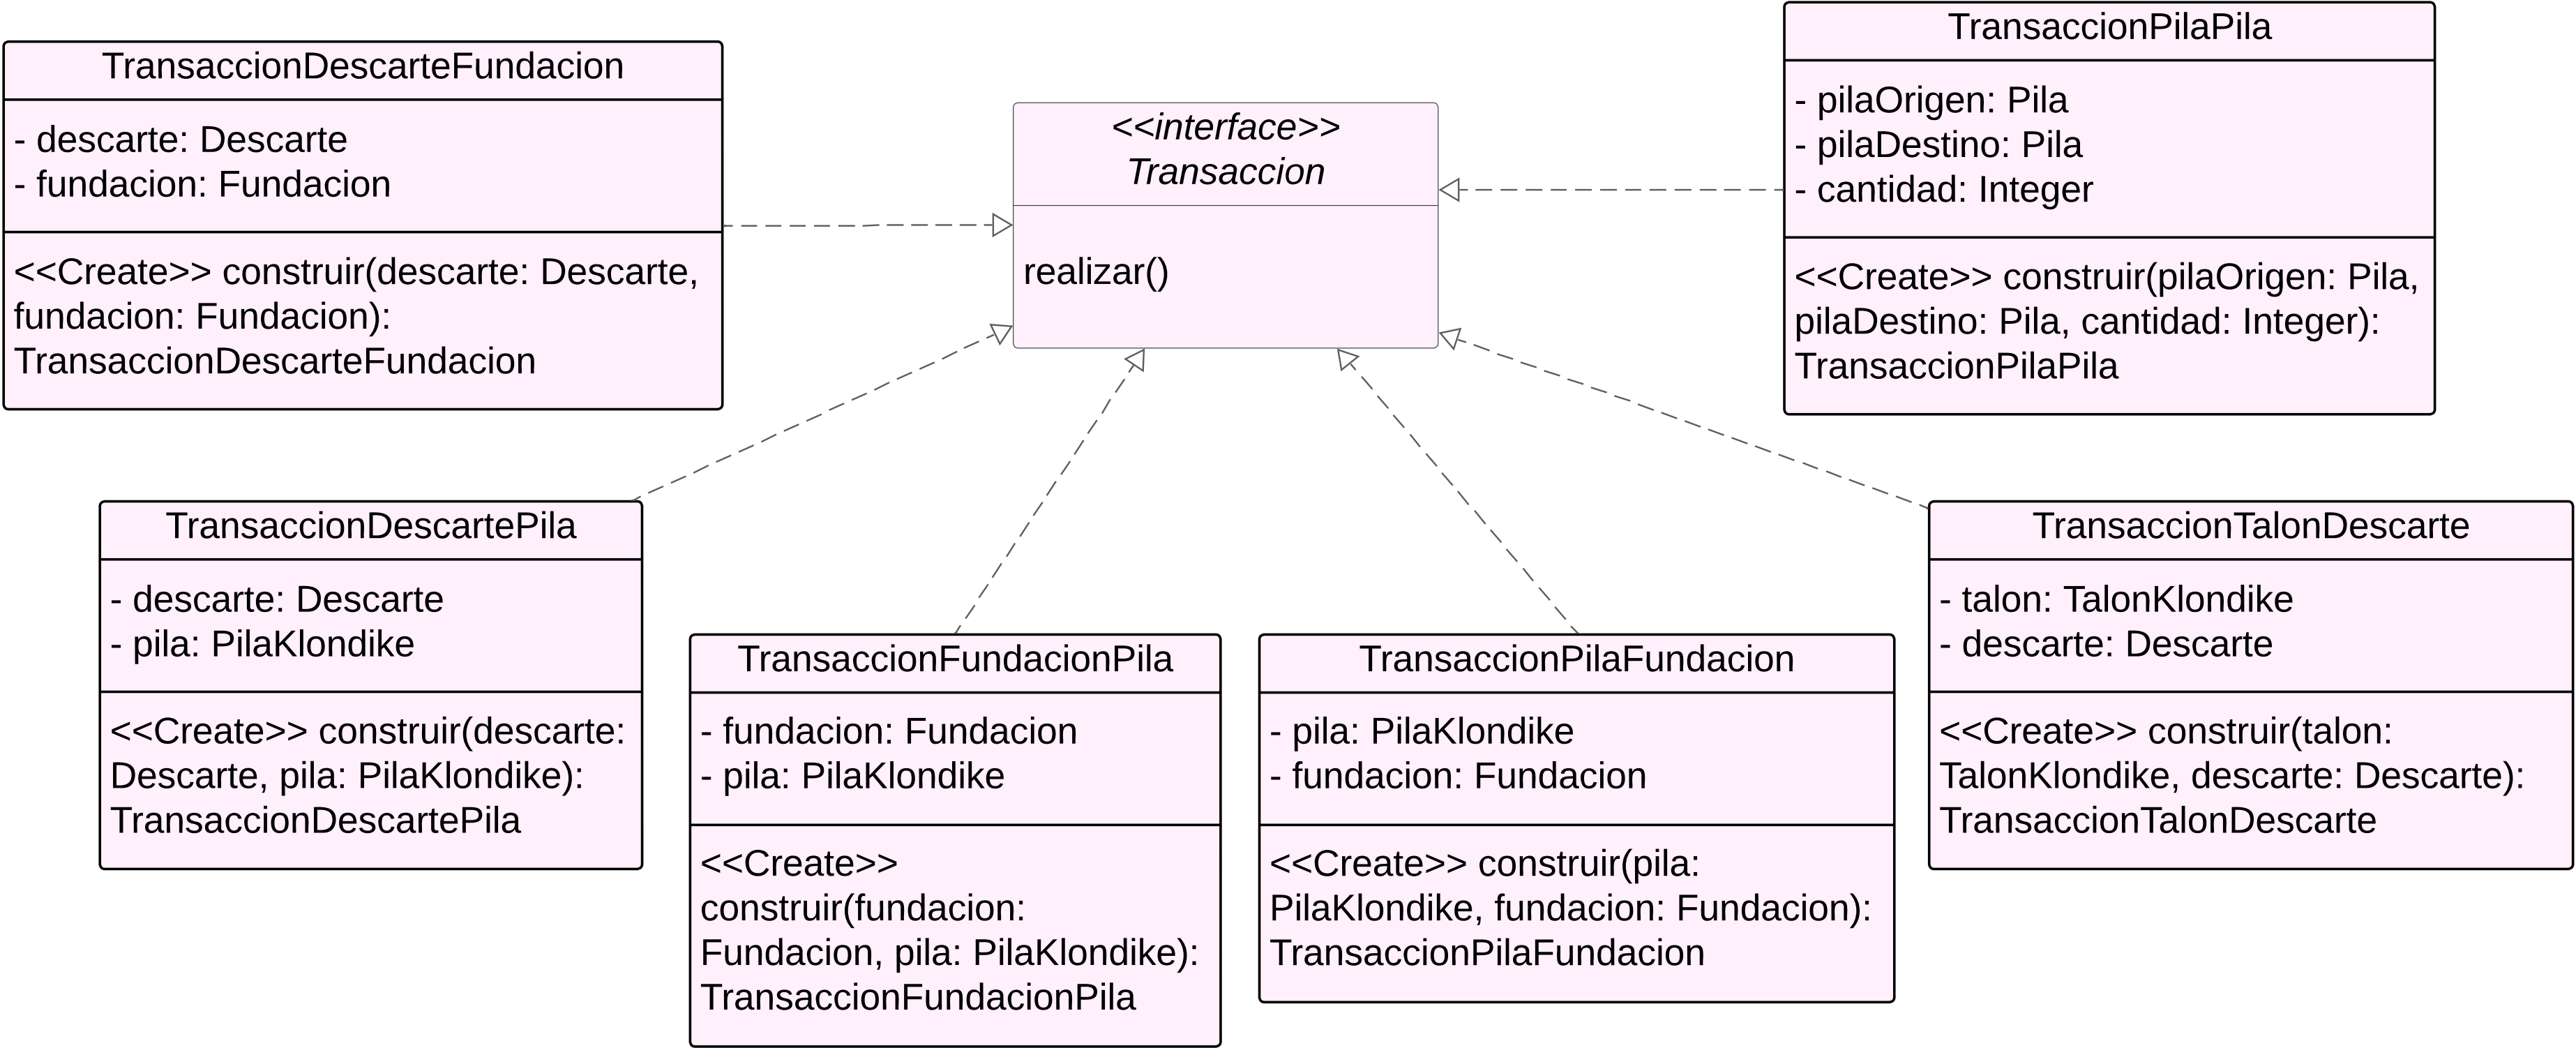 TransaccionDescarteFundacion
- descarte: Descarte
- fundacion: Fundacion
<<Create>> construir(descarte: Descarte,
fundacion: Fundacion):
TransaccionDescarteFundacion
<<interface>>
Transaccion
realizar()
TransaccionPilaPila
- pilaOrigen: Pila
- pilaDestino: Pila
- cantidad: Integer
<<Create>> construir(pilaOrigen: Pila,
pilaDestino: Pila, cantidad: Integer):
TransaccionPilaPila
TransaccionDescartePila
- descarte: Descarte
- pila: PilaKlondike
<<Create>> construir(descarte:
Descarte, pila: PilaKlondike):
TransaccionDescartePila
TransaccionFundacionPila
- fundacion: Fundacion
- pila: PilaKlondike
<<Create>>
construir(fundacion:
Fundacion, pila: PilaKlondike):
TransaccionFundacionPila
TransaccionPilaFundacion
- pila: PilaKlondike
- fundacion: Fundacion
<<Create>> construir(pila:
PilaKlondike, fundacion: Fundacion):
TransaccionPilaFundacion
TransaccionTalonDescarte
- talon: TalonKlondike
- descarte: Descarte
<<Create>> construir(talon:
TalonKlondike, descarte: Descarte):
TransaccionTalonDescarte